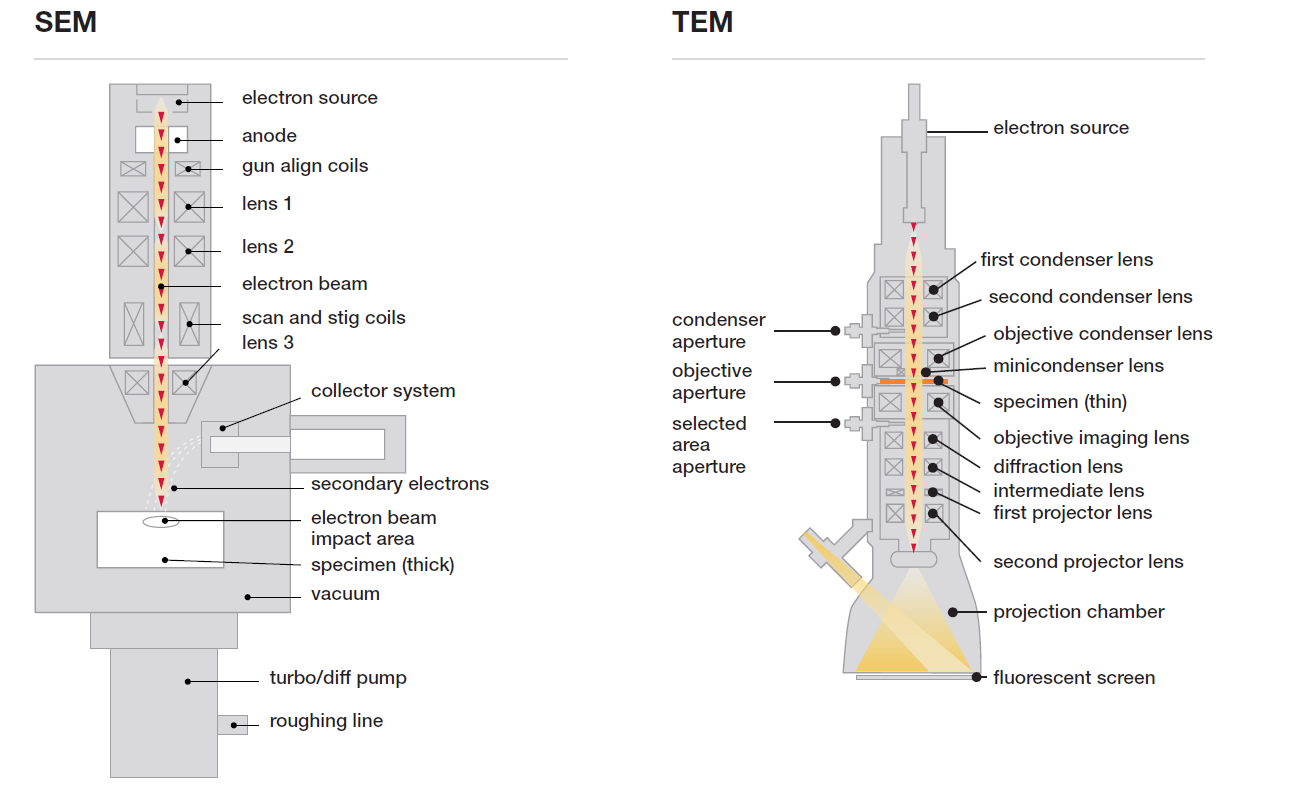 SEM
electron source
anode
gun align coils
lens 1
lens 2
electron beam
scan and stig coils
lens 3
collector system
secondary electrons
electron beam
impact area
specimen (thick)
vacuum
turbo/diff pump
roughing line
TEM
electron source
first condenser lens
second condenser lens
objective condenser lens
minicondenser lens
specimen (thin)
objective imaging lens
diffraction lens
intermediate lens
first projector lens
second projector lens
projection chamber
fluorescent screen
condenser
aperture
objective
aperture
selected
area
aperture